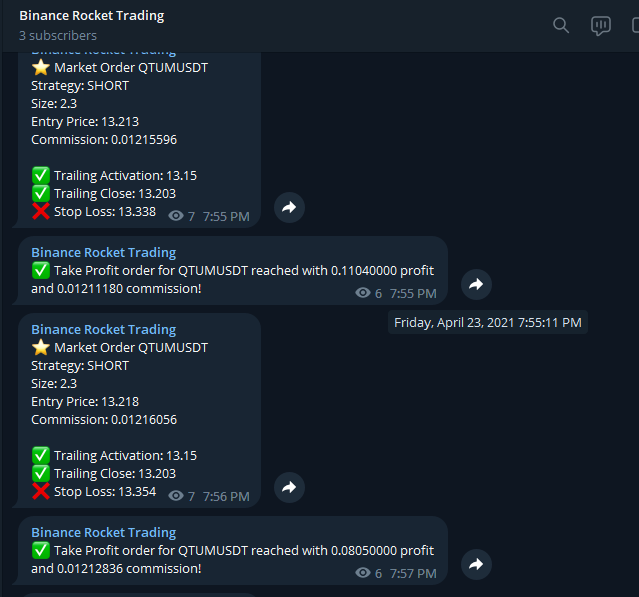 Binance Rocket Trading
3 subscribers
Binance Rocket Trading
Market Order QTUMUSDT
Strategy: SHORT
Size: 2.3
Entry Price: 13.213
Commission: 0.01215596
Trailing Activation: 13.15
Trailing Close: 13.203
Stop Loss: 13.338
7 7:55 PM
Binance Rocket Trading
Take Profit order for QTUMUSDT reached with 0.11040000 profit
and 0.01211180 commission!
6 7:55 PM
Friday, April 23, 2021 7:55:11 PM
Binance Rocket Trading
Market Order QTUMUSDT
Strategy: SHORT
Size: 2.3
Entry Price: 13.218
Commission: 0.01216056
Trailing Activation: 13.15
Trailing Close: 13.203
Stop Loss: 13.354
7 7:56 PM
Binance Rocket Trading
Take Profit order for QTUMUSDT reached with 0.08050000 profit
and 0.01212836 commission!
6 7:57 PM